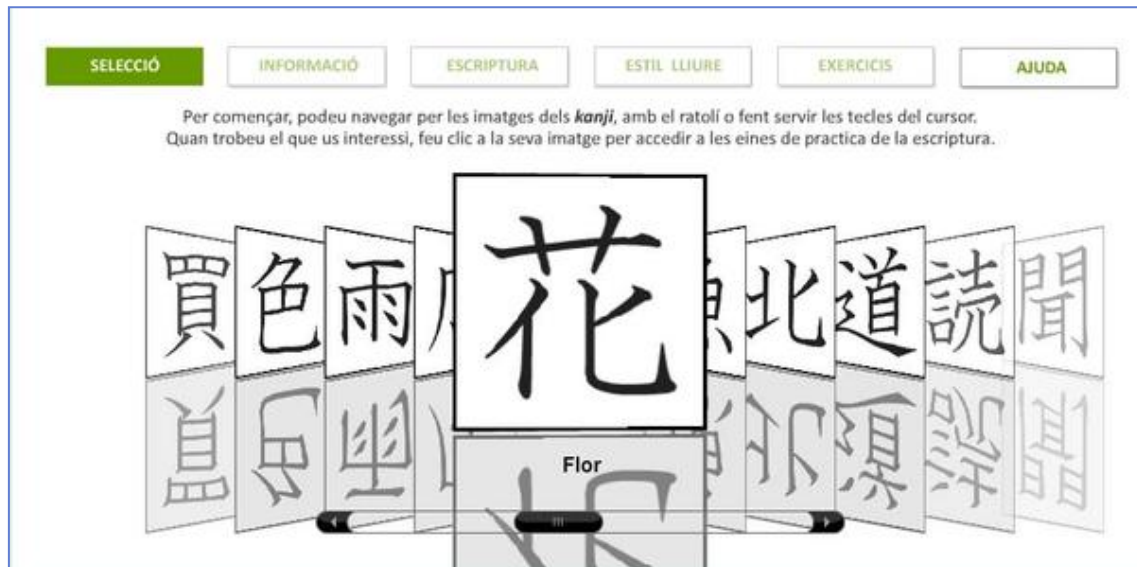 SELECCIÓ
INFORMACIÓ
ESCRIPTURA
ESTIL LLIURE
EXERCICIS
AJUDA
Per començar, podeu navegar per les imatges dels kanji, amb el ratolí o fent servir les tecles del cursor.
Quan trobeu el que us interessi, feu clic a la seva imatge per accedir a les eines de practica de la escriptura.
買 色 雨 花 北 道 読 聞
Flor